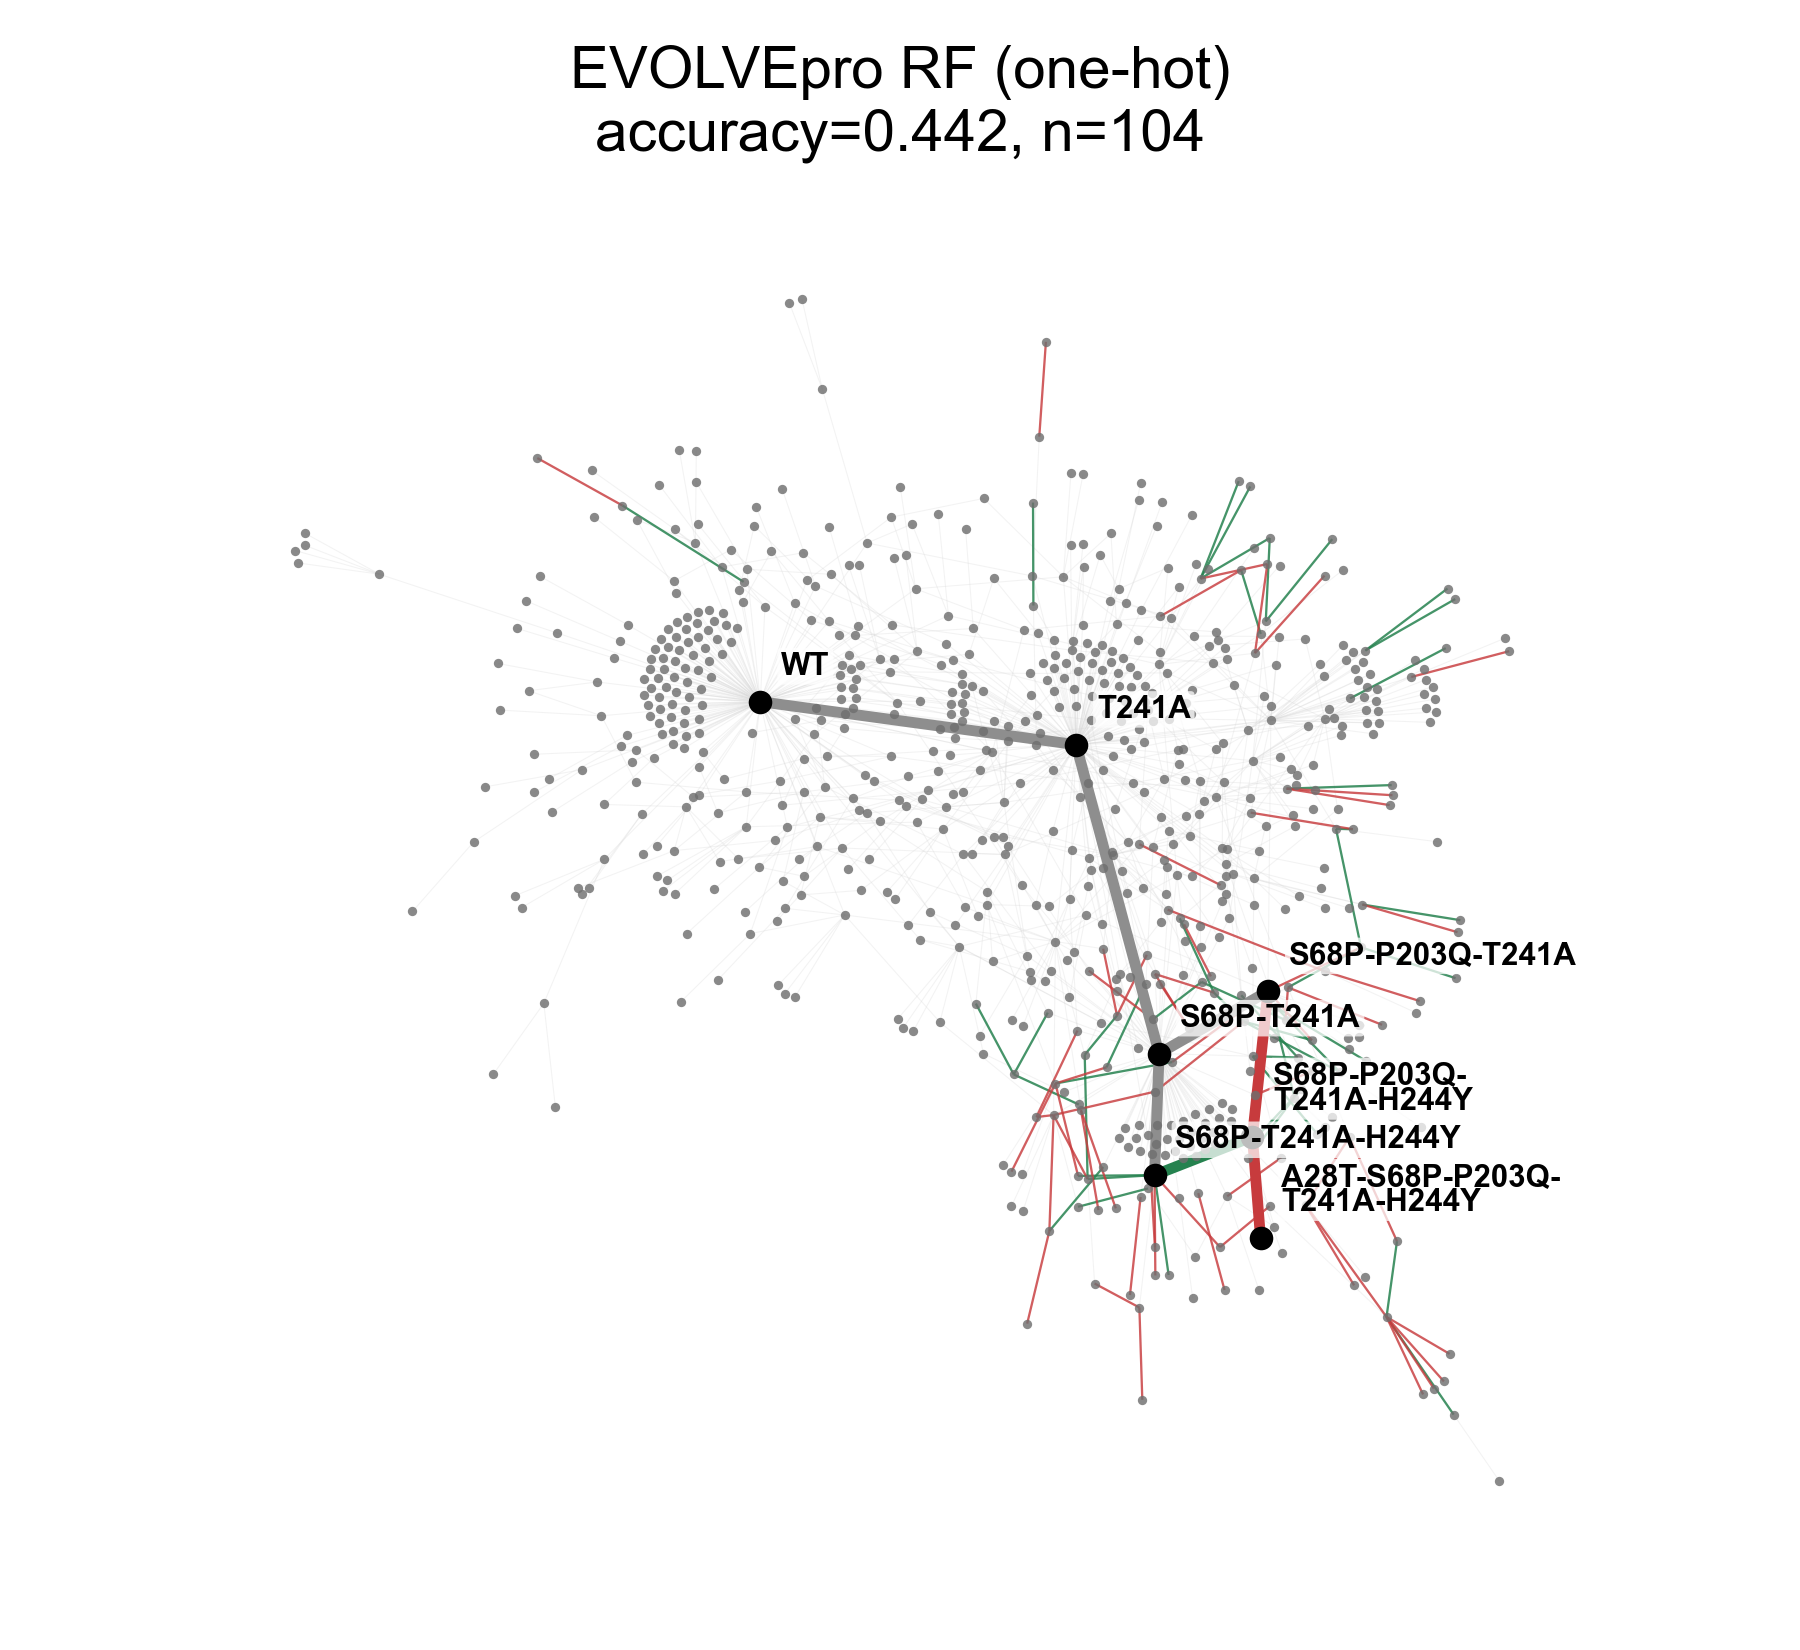 EVOLVEpro RF (one-hot)
accuracy=0.442, n=104
WT
T241A
S68P-P203Q-T241A
S68P-T241A
S68P-P203Q-
T241A-H244Y
S68P-T241A-H244Y
A28T-S68P-P203Q-
T241A-H244Y